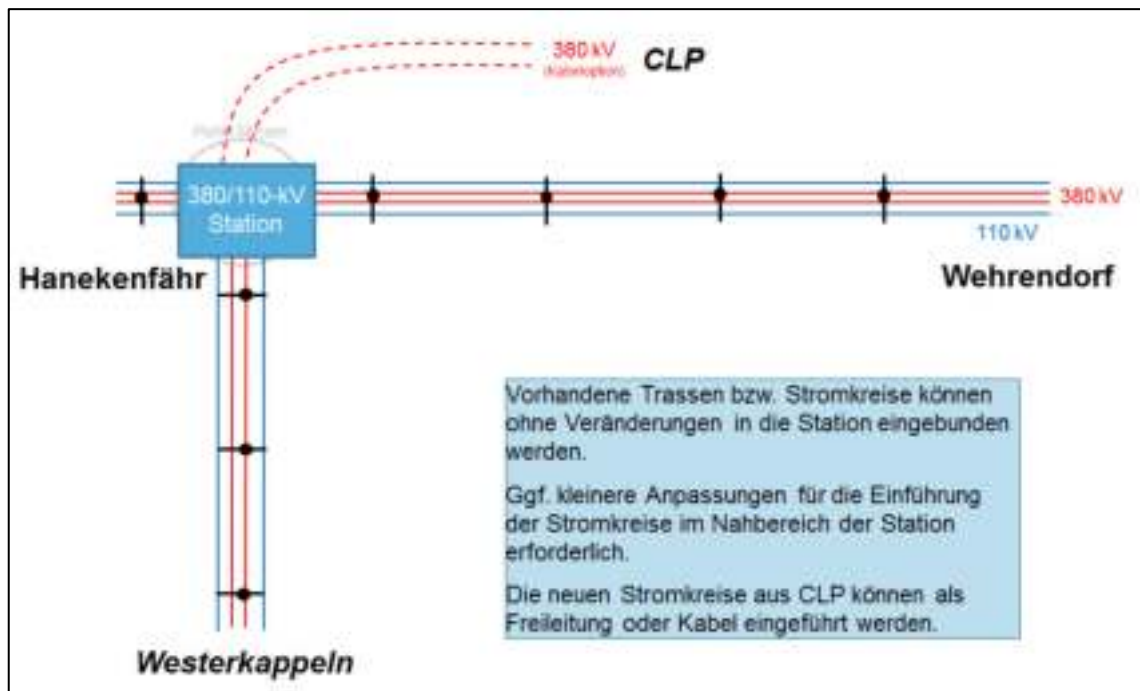 380 kV
(Kabeloption)
CLP
380/110-kV
Station
380 kV
110 kV
Hanekenfähr
Wehrendorf
Vorhandene Trassen bzw. Stromkreise können
ohne Veränderungen in die Station eingebunden
werden.
Ggf. kleinere Anpassungen für die Einführung
der Stromkreise im Nahbereich der Station
erforderlich.
Die neuen Stromkreise aus CLP können als
Freileitung oder Kabel eingeführt werden.
Westerkappeln